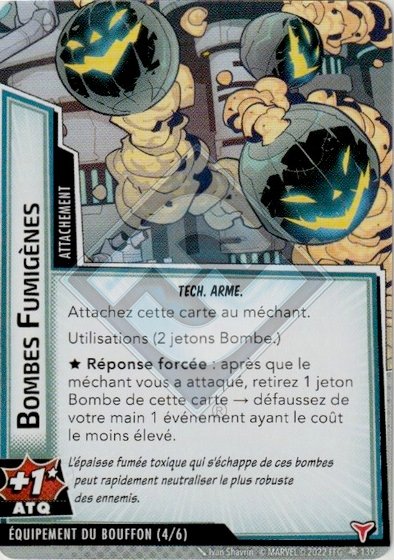 BOMBES FUMIGÈNES
ATTACHEMENT
TECH. ARME.
Attachez cette carte au méchant.
Utilisations (2 jetons Bombe.)
★ Réponse forcée : après que le
méchant vous a attaqué, retirez 1 jeton
Bombe de cette carte → défaussez de
votre main 1 événement ayant le coût
le moins élevé.
L'épaisse fumée toxique qui s'échappe de ces bombes
peut rapidement neutraliser le plus robuste
des ennemis.
+1★
ATQ
ÉQUIPEMENT DU BOUFFON (4/6)
Ivan Shavrin © MARVEL © 2022 FFG 139
®